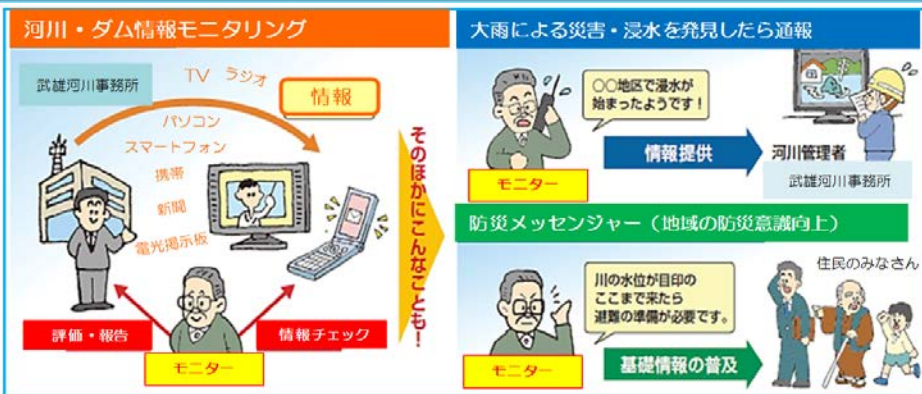 河川・ダム情報モニタリング
武雄河川事務所
TV ラジオ
情報
パソコン
スマートフォン
携帯
新聞
電光掲示板
評価・報告
情報チェック
モニター
そのほかにこんなことも!
大雨による災害・浸水を発見したら通報
○○地区で浸水が
始まったようです!
情報提供
モニター
河川管理者
武雄河川事務所
防災メッセンジャー(地域の防災意識向上)
川の水位が目印の
ここまで来たら
避難の準備が必要です。
住民のみなさん
モニター
基礎情報の普及